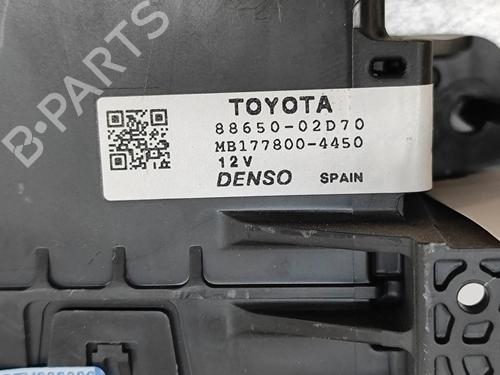 B-PARTS
TOYOTA
88650-02D70
MB177800-4450
12V
DENSO SPAIN